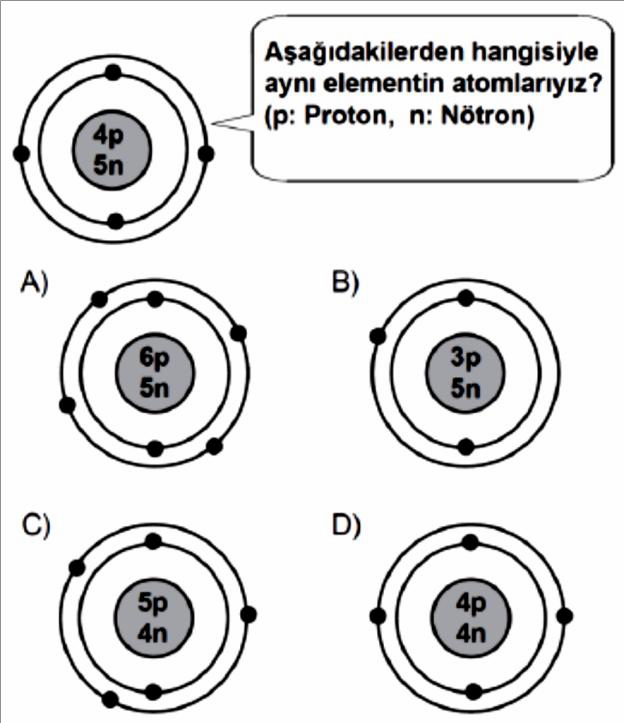 Aşağıdakilerden hangisiyle
aynı elementin atomlarıyız?
(p: Proton, n: Nötron)
4p
5n
A)
6p
5n
B)
3p
5n
C)
5p
4n
D)
4p
4n